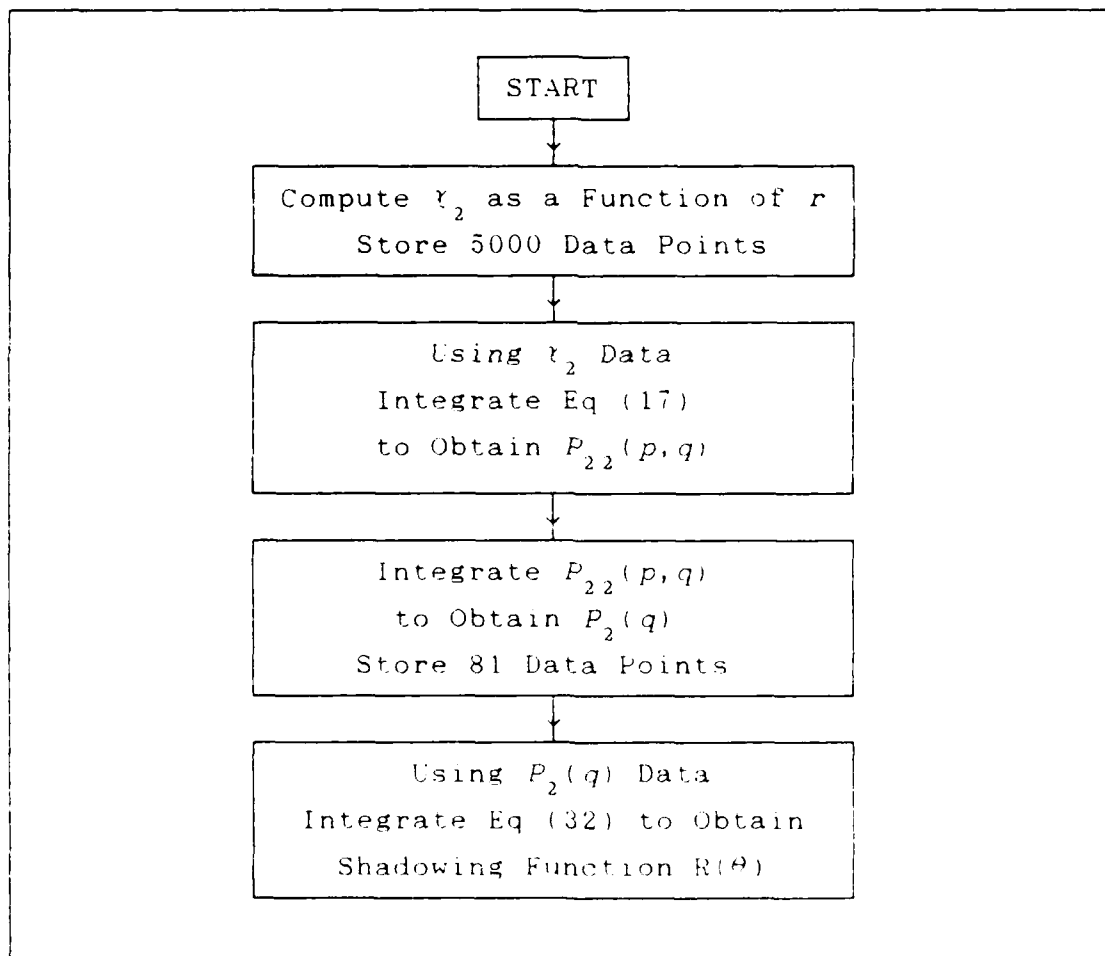 START
Compute γ₂ as a Function of r
Store 5000 Data Points
Using γ₂ Data
Integrate Eq (17)
to Obtain P₂₂(p,q)
Integrate P₂₂(p,q)
to Obtain P₂(q)
Store 81 Data Points
Using P₂(q) Data
Integrate Eq (32) to Obtain
Shadowing Function R(θ)